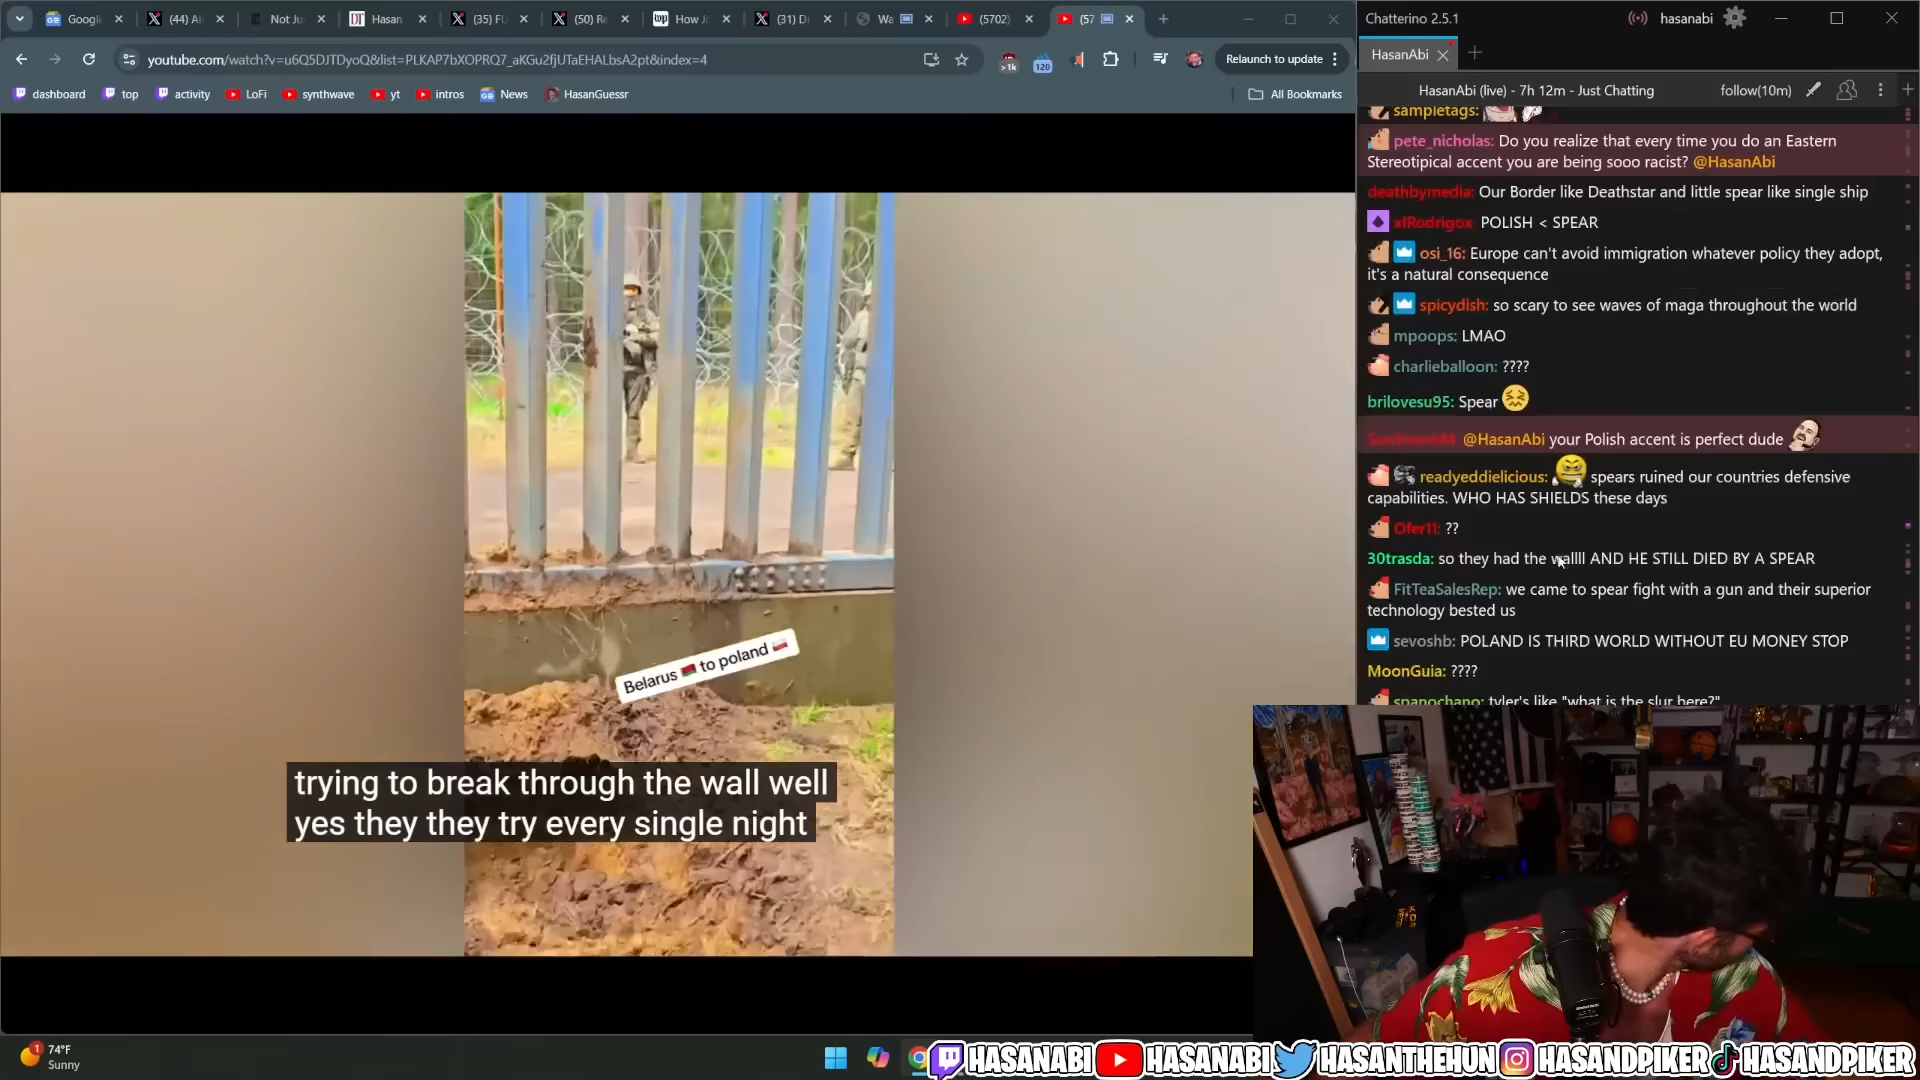 Googl
(44) Al
Not Ju
Hasan
(35) FU
(50) Re
How Jo
(31) Dr
Wa
(5702)
(57
youtube.com/watch?v=u6Q5DJTDyoQ&list=PLKAP7bXOPRQ7_aKGu2fjUTaEHALbsA2pt&index=4
>1k
120
Relaunch to update
dashboard
top
activity
LoFi
synthwave
yt
intros
News
HasanGuessr
All Bookmarks
Belarus to poland
trying to break through the wall well
yes they they try every single night
Chatterino 2.5.1
hasanabi
HasanAbi
HasanAbi (live) - 7h 12m - Just Chatting
follow(10m)
sampletags:
pete_nicholas: Do you realize that every time you do an Eastern
Stereotipical accent you are being sooo racist? @HasanAbi
deathbymedia: Our Border like Deathstar and little spear like single ship
xIRodrigox: POLISH < SPEAR
osi_16: Europe can't avoid immigration whatever policy they adopt,
it's a natural consequence
spicydish: so scary to see waves of maga throughout the world
mpoops: LMAO
charlieballoon: ????
brilovesu95: Spear
@HasanAbi your Polish accent is perfect dude
readyeddielicious: spears ruined our countries defensive
capabilities. WHO HAS SHIELDS these days
Ofer11: ??
30trasda: so they had the wallll AND HE STILL DIED BY A SPEAR
FitTeaSalesRep: we came to spear fight with a gun and their superior
technology bested us
sevoshb: POLAND IS THIRD WORLD WITHOUT EU MONEY STOP
MoonGuia: ????
tyler's like "what is the slur here?"
1
74°F
Sunny
HASANABI
HASANABI
HASANTHEHUN
HASANDPIKER
HASANDPIKER